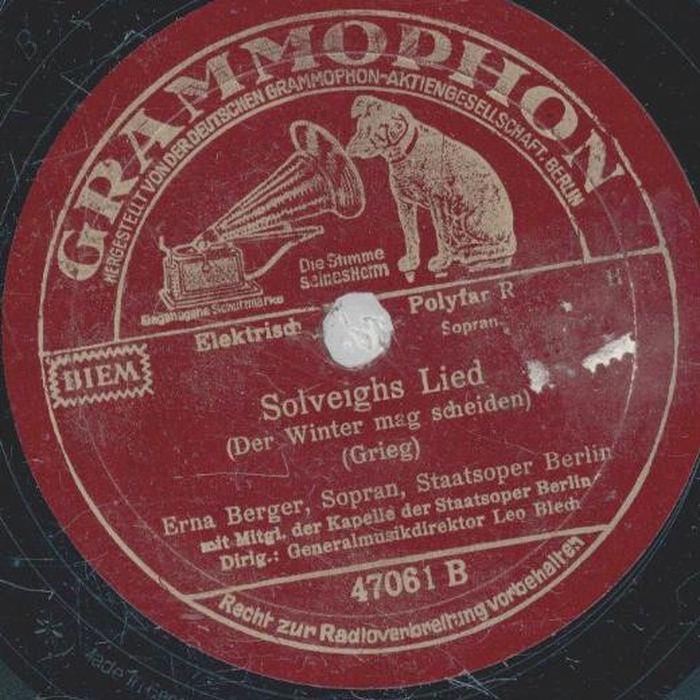 GRAMMOPHON
HERGESTELLT VON DER DEUTSCHEN GRAMMOPHON-AKTIENGESELLSCHAFT, BERLIN
Die Stimme
seines Herrn
Eingetragene Schutzmarke
Elektrisch Polyfar R H
Sopran
BIEM
Solveighs Lied
(Der Winter mag scheiden)
(Grieg)
Erna Berger, Sopran, Staatsoper Berlin
mit Mitgl. der Kapelle der Staatsoper Berlin
Dirig.: Generalmusikdirektor Leo Blech
47061 B
Recht zur Radioverbreitung vorbehalten
Made in